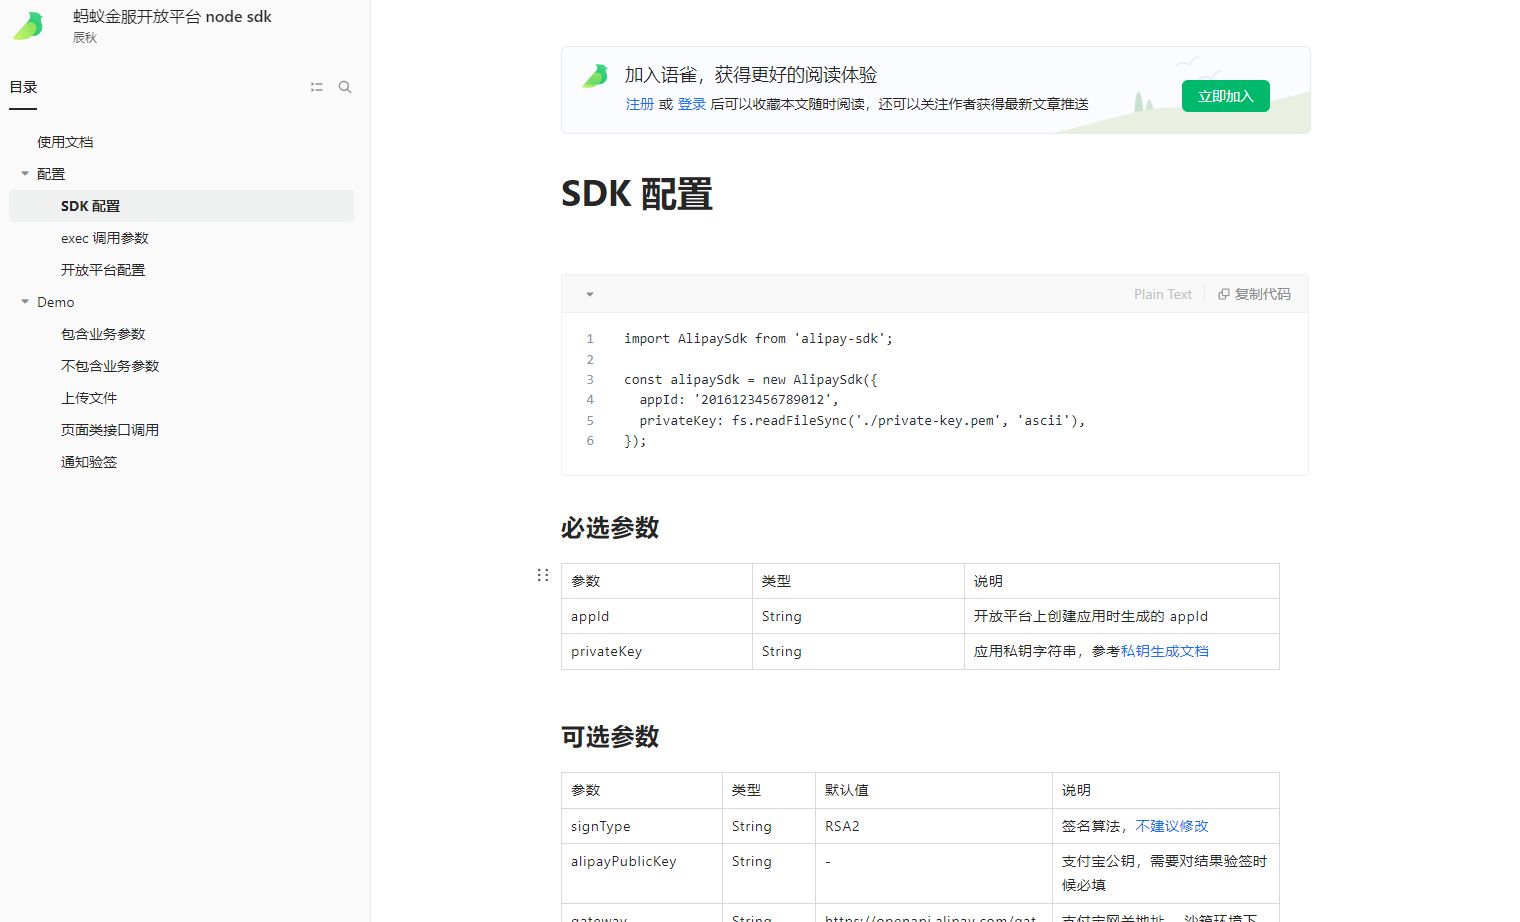 蚂蚁金服开放平台 node sdk
辰秋
目录
使用文档
配置
SDK 配置
exec 调用参数
开放平台配置
Demo
包含业务参数
不包含业务参数
上传文件
页面类接口调用
通知验签
加入语雀，获得更好的阅读体验
注册 或 登录 后可以收藏本文随时阅读，还可以关注作者获得最新文章推送
立即加入
SDK 配置
Plain Text 复制代码
1 import AlipaySdk from 'alipay-sdk';
2
3 const alipaySdk = new AlipaySdk({
4 appId: '2016123456789012',
5 privateKey: fs.readFileSync('./private-key.pem', 'ascii'),
6 });
必选参数
参数 类型 说明
appId String 开放平台上创建应用时生成的 appId
privateKey String 应用私钥字符串，参考私钥生成文档
可选参数
参数 类型 默认值 说明
signType String RSA2 签名算法，不建议修改
alipayPublicKey String - 支付宝公钥，需要对结果验签时
候必填
gateway String https://openapi.alipay.com/gat 支付宝网关地址，沙箱环境下